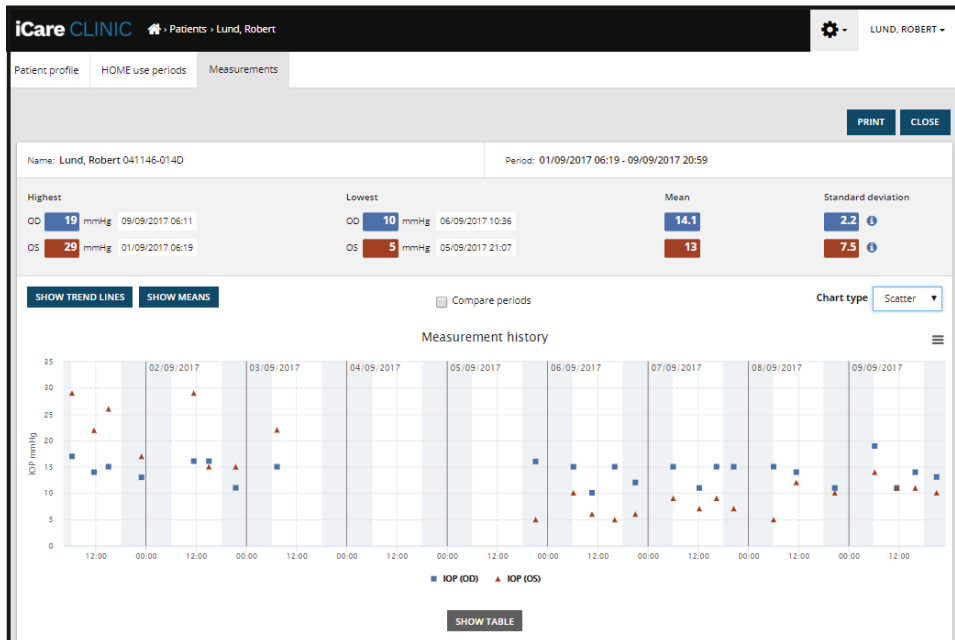 iCare CLINIC › Patients › Lund, Robert LUND, ROBERT
Patient profile HOME use periods Measurements
PRINT CLOSE
Name: Lund, Robert 041146-014D Period: 01/09/2017 06:19 - 09/09/2017 20:59
Highest Lowest Mean Standard deviation
OD 19 mmHg 09/09/2017 06:11 OD 10 mmHg 06/09/2017 10:36 14.1 2.2 i
OS 29 mmHg 01/09/2017 06:19 OS 5 mmHg 05/09/2017 21:07 13 7.5 i
SHOW TREND LINES SHOW MEANS Compare periods Chart type Scatter
Measurement history
02/09/2017 03/09/2017 04/09/2017 05/09/2017 06/09/2017 07/09/2017 08/09/2017 09/09/2017
IOP mmHg
35
30
25
20
15
10
5
0
12:00 00:00 12:00 00:00 12:00 00:00 12:00 00:00 12:00 00:00 12:00 00:00 12:00 00:00 12:00 00:00 12:00
IOP (OD) IOP (OS)
SHOW TABLE